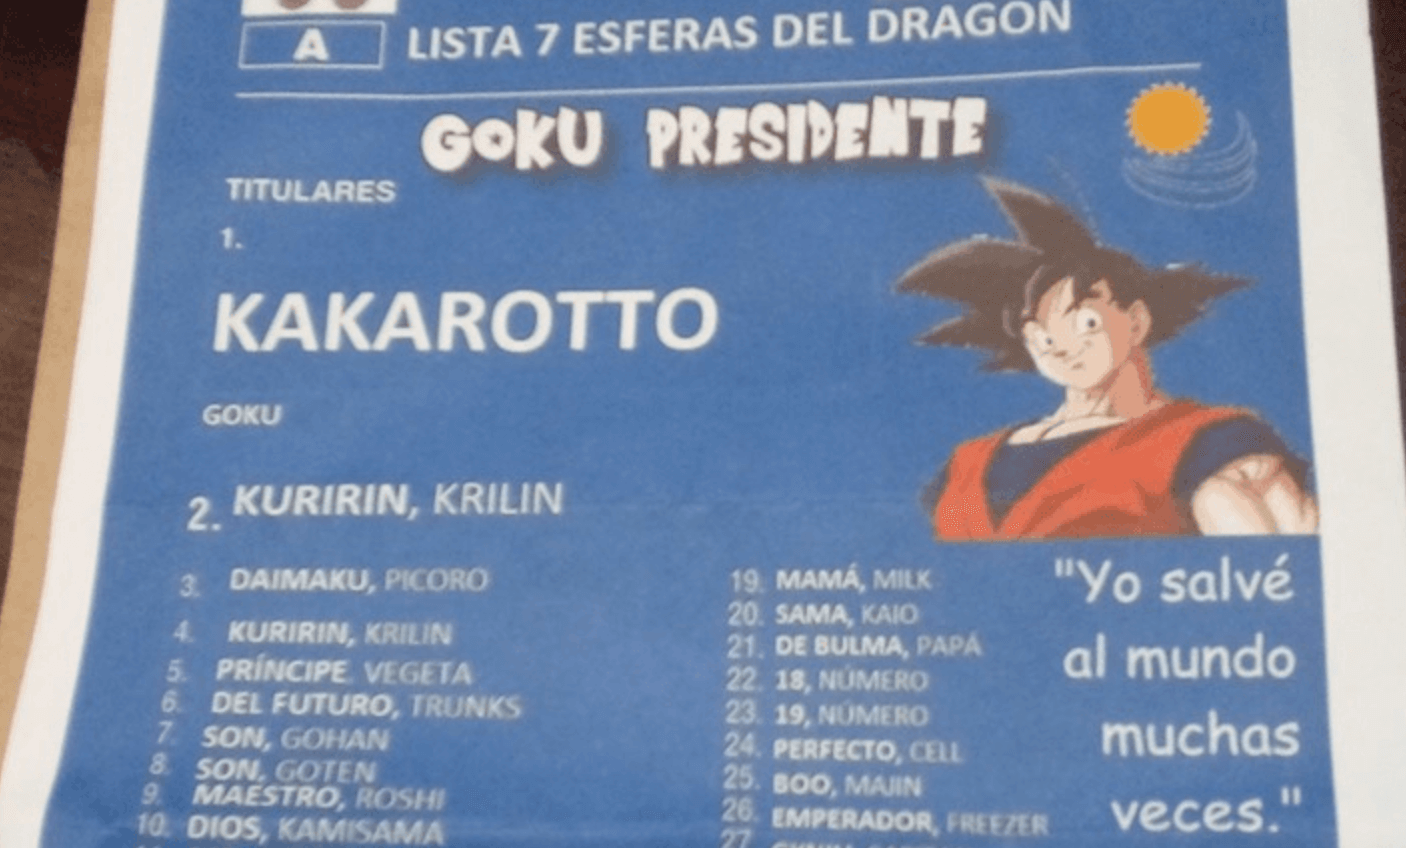 A
LISTA 7 ESFERAS DEL DRAGON
GOKU PRESIDENTE
TITULARES
1.
KAKAROTTO
GOKU
2. KURIRIN, KRILIN
3. DAIMAKU, PICORO
4. KURIRIN, KRILIN
5. PRÍNCIPE, VEGETA
6. DEL FUTURO, TRUNKS
7. SON, GOHAN
8. SON, GOTEN
9. MAESTRO, ROSHI
10. DIOS, KAMISAMA
19. MAMÁ, MILK
20. SAMA, KAIO
21. DE BULMA, PAPÁ
22. 18, NÚMERO
23. 19, NÚMERO
24. PERFECTO, CELL
25. BOO, MAJIN
26. EMPERADOR, FREEZER
27.
"Yo salvé
al mundo
muchas
veces."